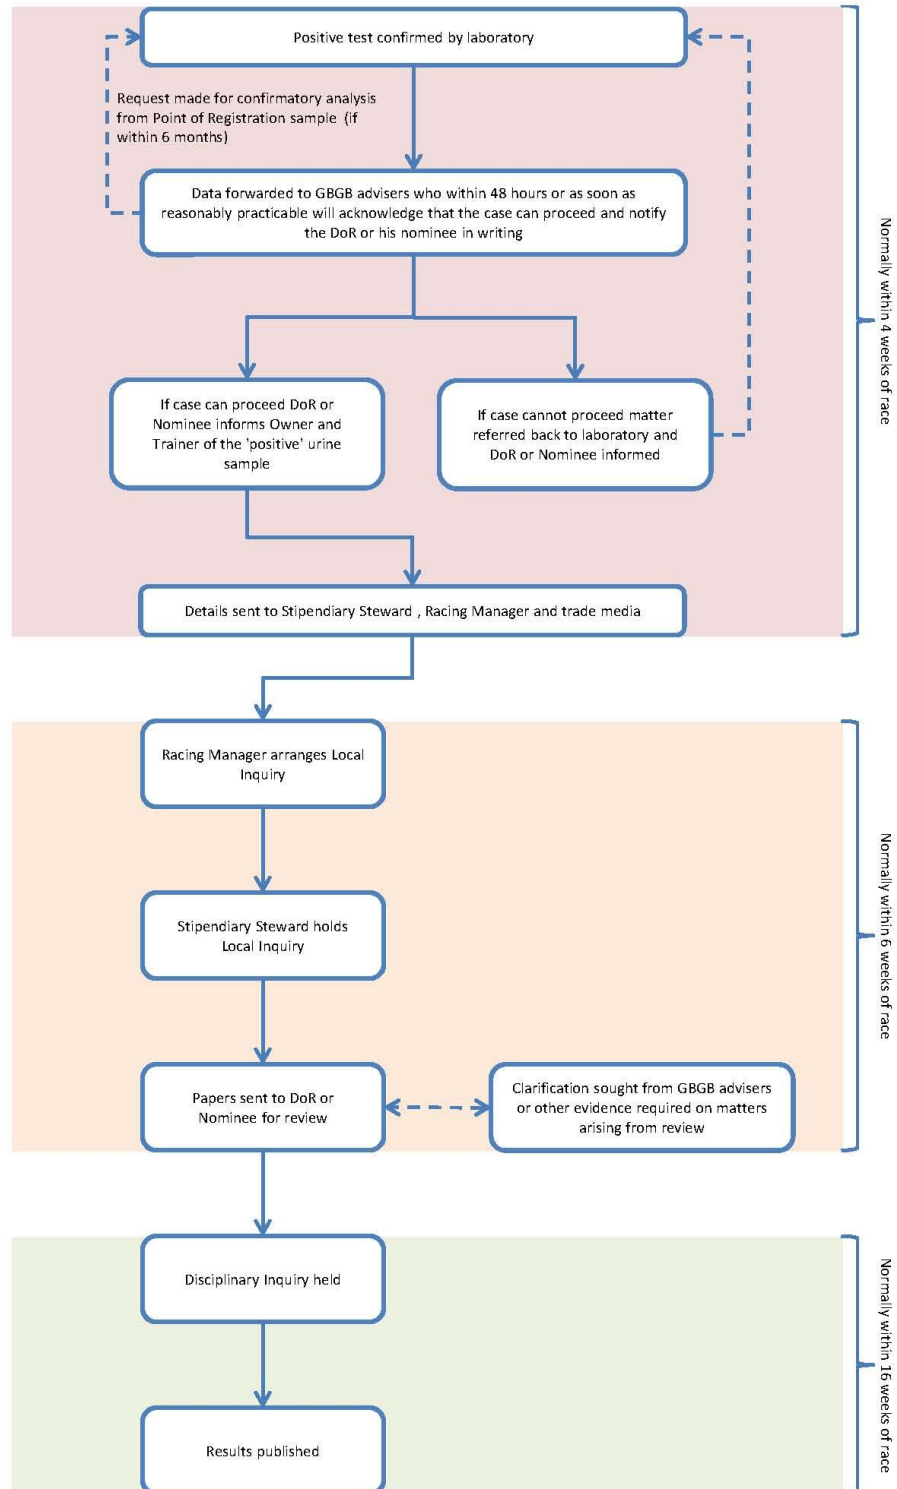 Positive test confirmed by laboratory
Request made for confirmatory analysis
from Point of Registration sample (if
within 6 months)
Data forwarded to GBGB advisers who within 48 hours or as soon as
reasonably practicable will acknowledge that the case can proceed and notify
the DoR or his nominee in writing
Normally within 4 weeks of race
If case can proceed DoR or
Nominee informs Owner and
Trainer of the 'positive' urine
sample
If case cannot proceed matter
referred back to laboratory and
DoR or Nominee informed
Details sent to Stipendiary Steward , Racing Manager and trade media
Racing Manager arranges Local
Inquiry
Normally within 6 weeks of race
Stipendiary Steward holds
Local Inquiry
Papers sent to DoR or
Nominee for review
Clarification sought from GBGB advisers
or other evidence required on matters
arising from review
Disciplinary Inquiry held
Normally within 16 weeks of race
Results published